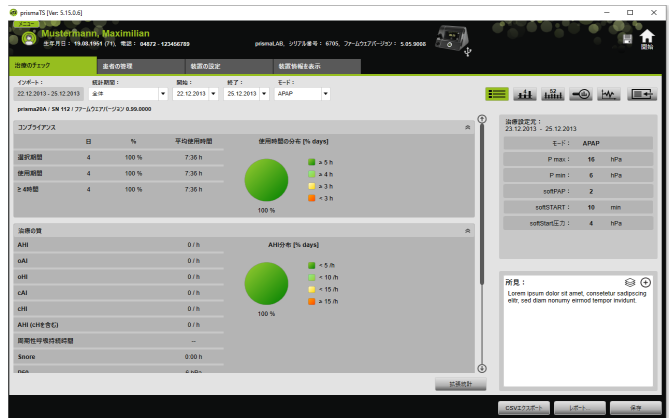 prismaTS [Ver: 5.15.0.6]
メニュー
Mustermann, Maximilian
生年月日： 19.08.1951 (71), 電話： 04872 - 123456789
prismaLAB, シリアル番号： 6705, ファームウアバージョン： 5.05.9008
開始
治療のチェック 患者の管理 装置の設定 装置情報を表示
インポート： 統計期間： 開始： 終了： モード：
22.12.2013 - 25.12.2013 全体 22.12.2013 25.12.2013 APAP
prisma20A / SN 112 / ファームウエアバージョン 0.99.0000
コンプライアンス
日 % 平均使用時間 使用時間の分布 [% days]
選択期間 4 100 % 7:36 h
使用期間 4 100 % 7:36 h
≥ 4時間 4 100 % 7:36 h
≥ 5 h
≥ 4 h
≥ 3 h
< 3 h
100 %
治療の質
AHI 0 / h AHI分布 [% days]
oAI 0 / h
oHI 0 / h
cAI 0 / h
cHI 0 / h
AHI (cHIを含む) 0 / h
周期性呼吸持続時間 --
Snore 0:00 h
P50 6 hPa
< 5 /h
< 10 /h
< 15 /h
≥ 15 /h
100 %
拡張統計
治療設定元：
23.12.2013 - 25.12.2013
モード： APAP
P max： 16 hPa
P min： 6 hPa
softPAP： 2
softSTART： 10 min
softStart圧力： 4 hPa
所見：
Lorem ipsum dolor sit amet, consetetur sadipscing
elitr, sed diam nonumy eirmod tempor invidunt.
CSVエクスポート レポート... 保存